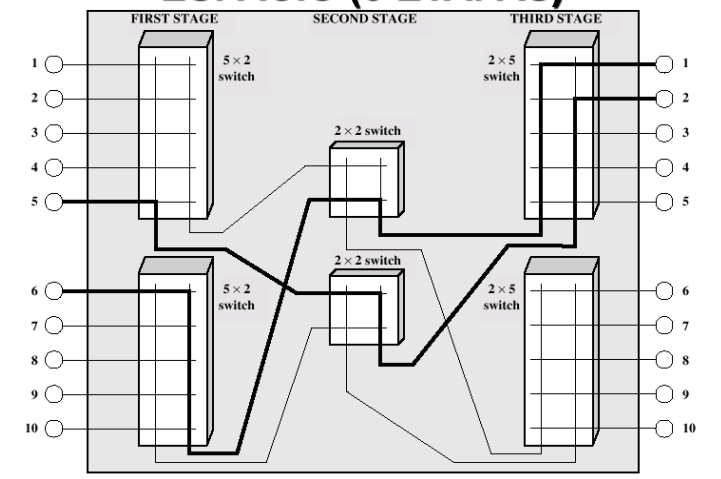 FIRST STAGE
SECOND STAGE
THIRD STAGE
1
5 × 2
switch
2 × 5
switch
1
2
2
3
2 × 2 switch
3
4
4
5
5
2 × 2 switch
6
5 × 2
switch
2 × 5
switch
6
7
7
8
8
9
9
10
10